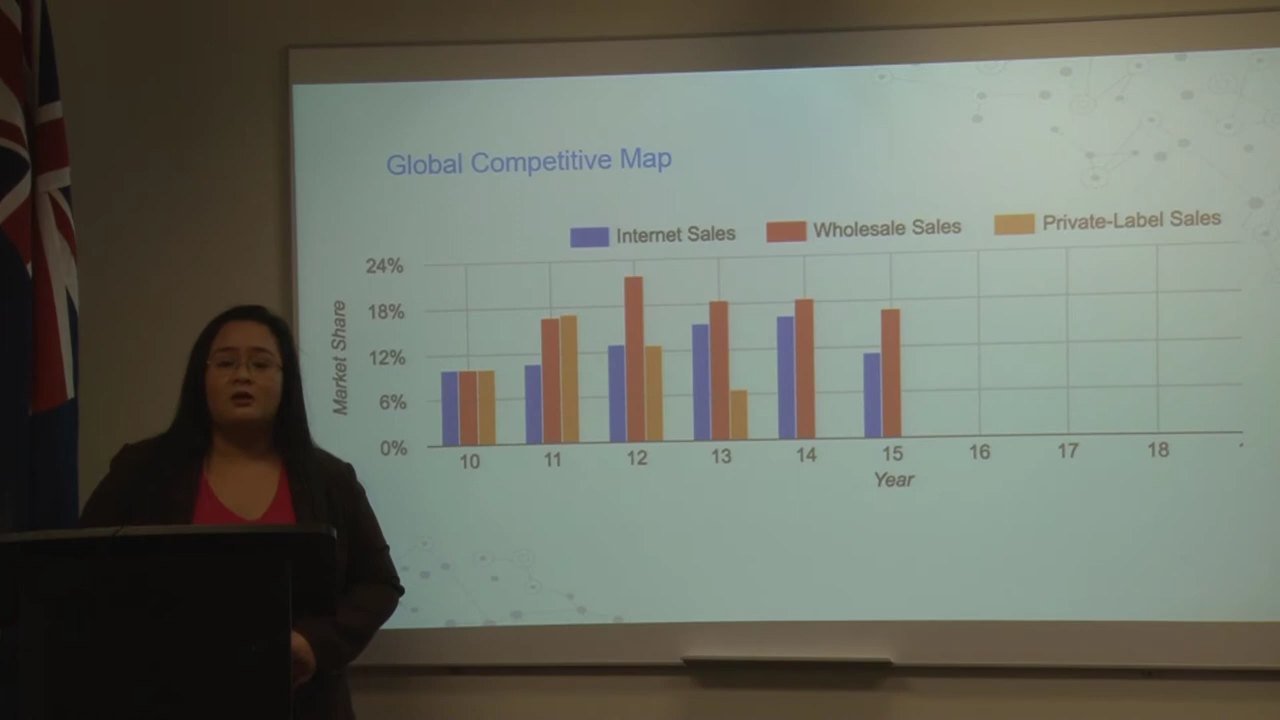 Global Competitive Map
Internet Sales Wholesale Sales Private-Label Sales
24%
18%
12%
6%
0%
Market Share
10 11 12 13 14 15 16 17 18
Year